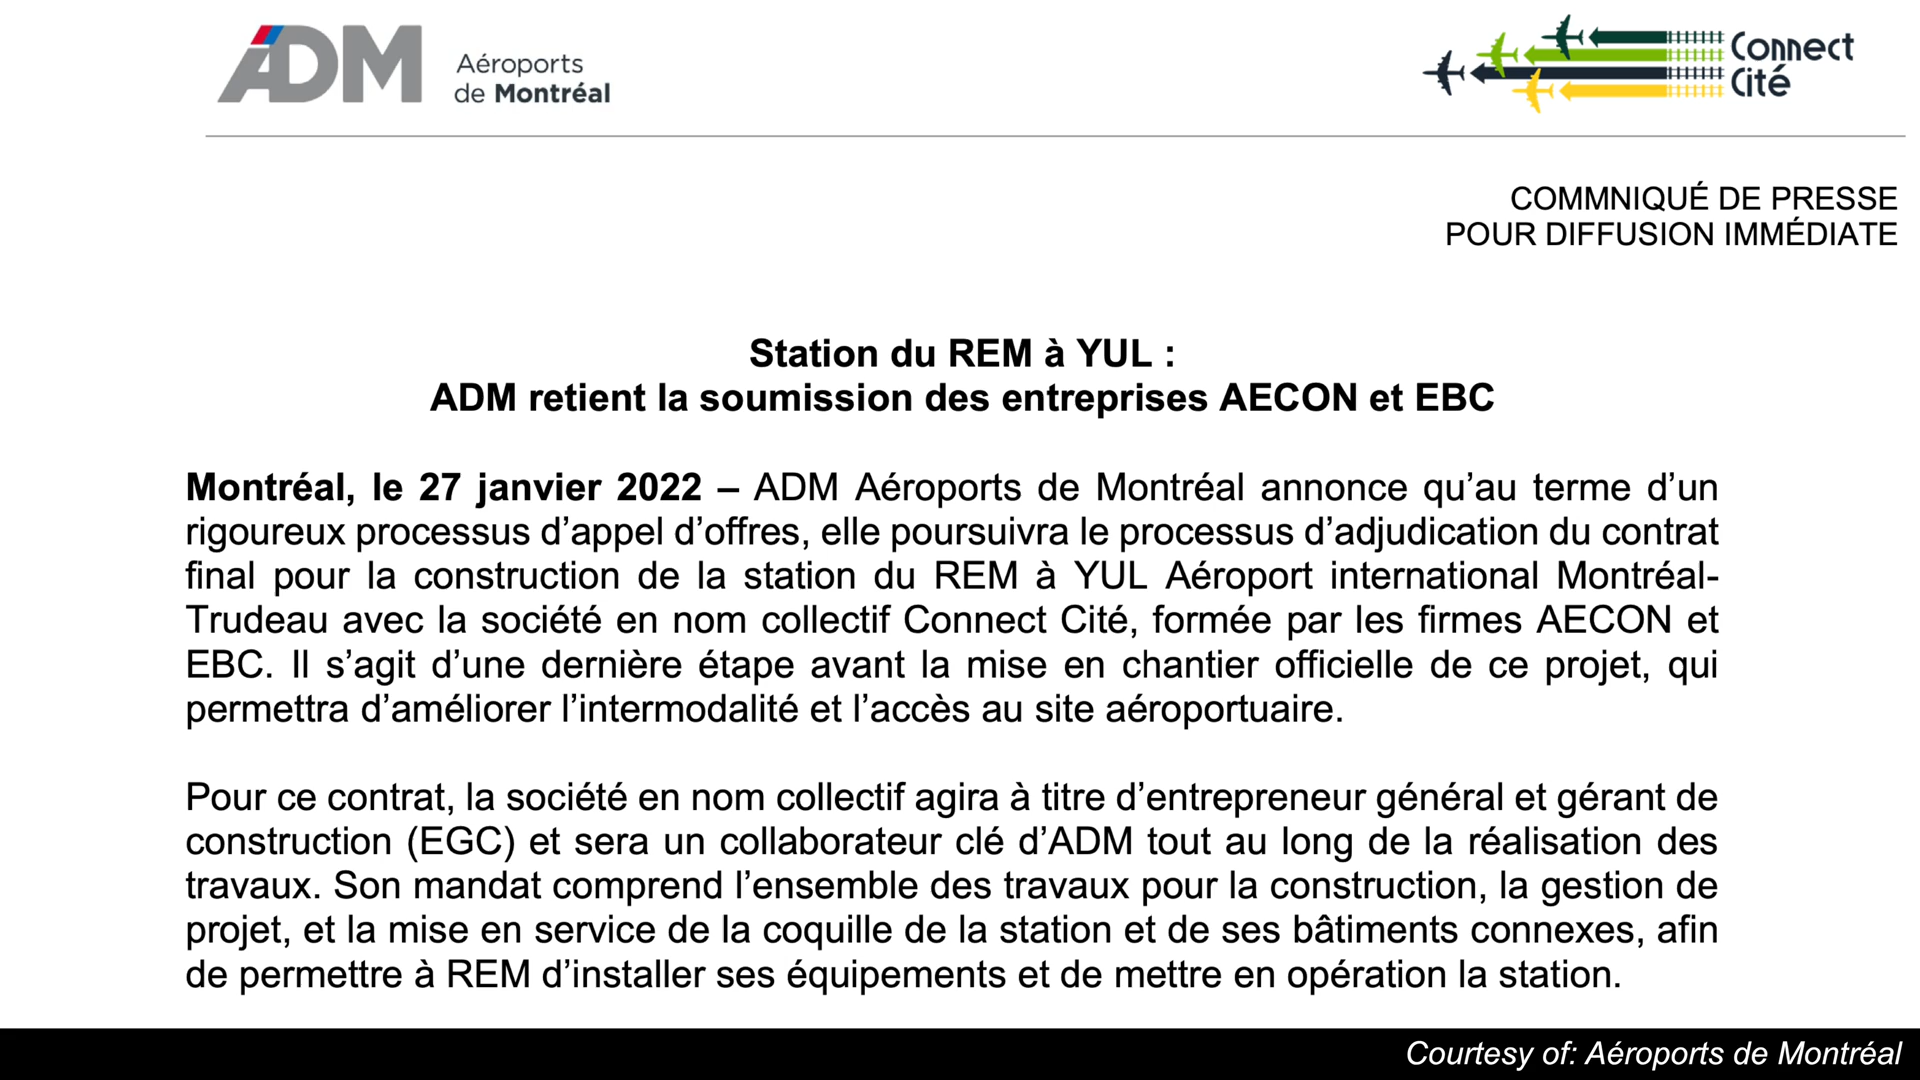 ADM
Aéroports
de Montréal
Connect
Cité
COMMNIQUÉ DE PRESSE
POUR DIFFUSION IMMÉDIATE
Station du REM à YUL :
ADM retient la soumission des entreprises AECON et EBC
Montréal, le 27 janvier 2022 – ADM Aéroports de Montréal annonce qu’au terme d’un
rigoureux processus d’appel d’offres, elle poursuivra le processus d’adjudication du contrat
final pour la construction de la station du REM à YUL Aéroport international Montréal-
Trudeau avec la société en nom collectif Connect Cité, formée par les firmes AECON et
EBC. Il s’agit d’une dernière étape avant la mise en chantier officielle de ce projet, qui
permettra d’améliorer l’intermodalité et l’accès au site aéroportuaire.
Pour ce contrat, la société en nom collectif agira à titre d’entrepreneur général et gérant de
construction (EGC) et sera un collaborateur clé d’ADM tout au long de la réalisation des
travaux. Son mandat comprend l’ensemble des travaux pour la construction, la gestion de
projet, et la mise en service de la coquille de la station et de ses bâtiments connexes, afin
de permettre à REM d’installer ses équipements et de mettre en opération la station.
Courtesy of: Aéroports de Montréal